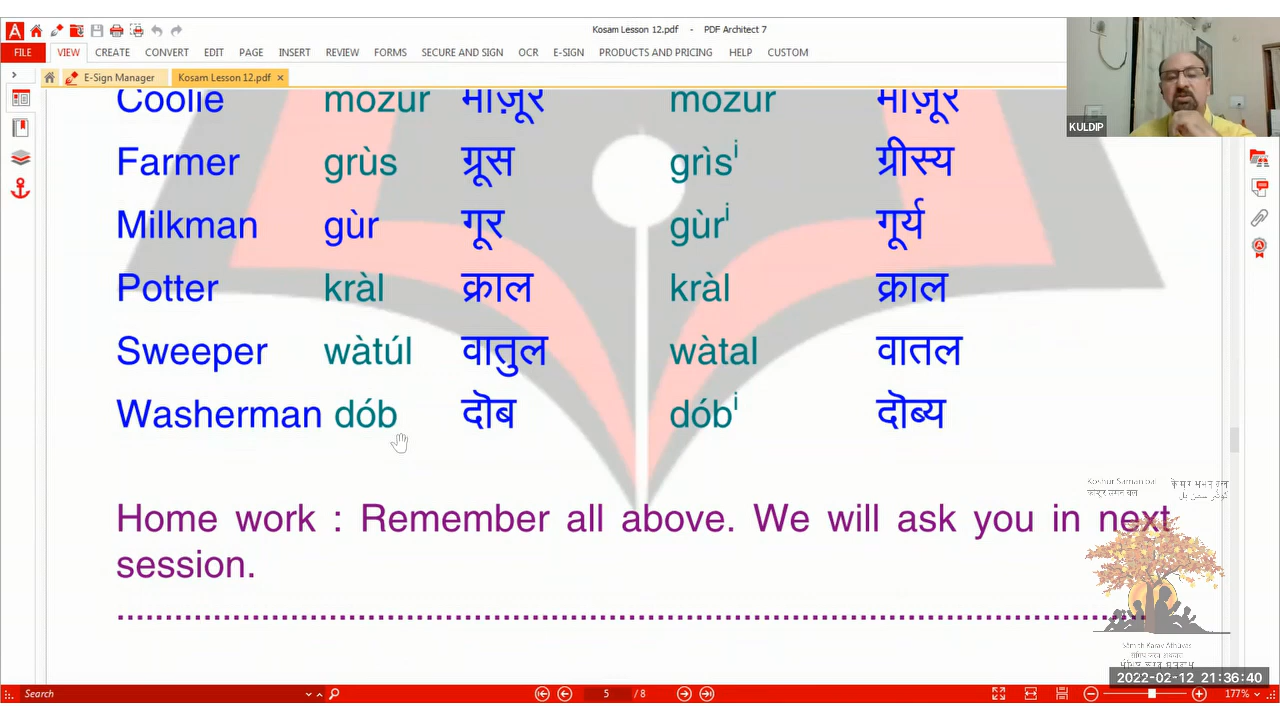 Kosam Lesson 12.pdf - PDF Architect 7
FILE VIEW CREATE CONVERT EDIT PAGE INSERT REVIEW FORMS SECURE AND SIGN OCR E-SIGN PRODUCTS AND PRICING HELP CUSTOM
E-Sign Manager Kosam Lesson 12.pdf ×
KULDIP
Coolie mozur mozur
Farmer grùs ग्रूस grìsⁱ ग्रीस्य
Milkman gùr गूर gùrⁱ गूर्य
Potter kràl क्राल kràl क्राल
Sweeper wàtúl वातुल wàtal वातल
Washerman dób दॊब dóbⁱ दॊब्य
Home work : Remember all above. We will ask you in next
session.
2022-02-12 21:36:40
Search 5 / 8 177%